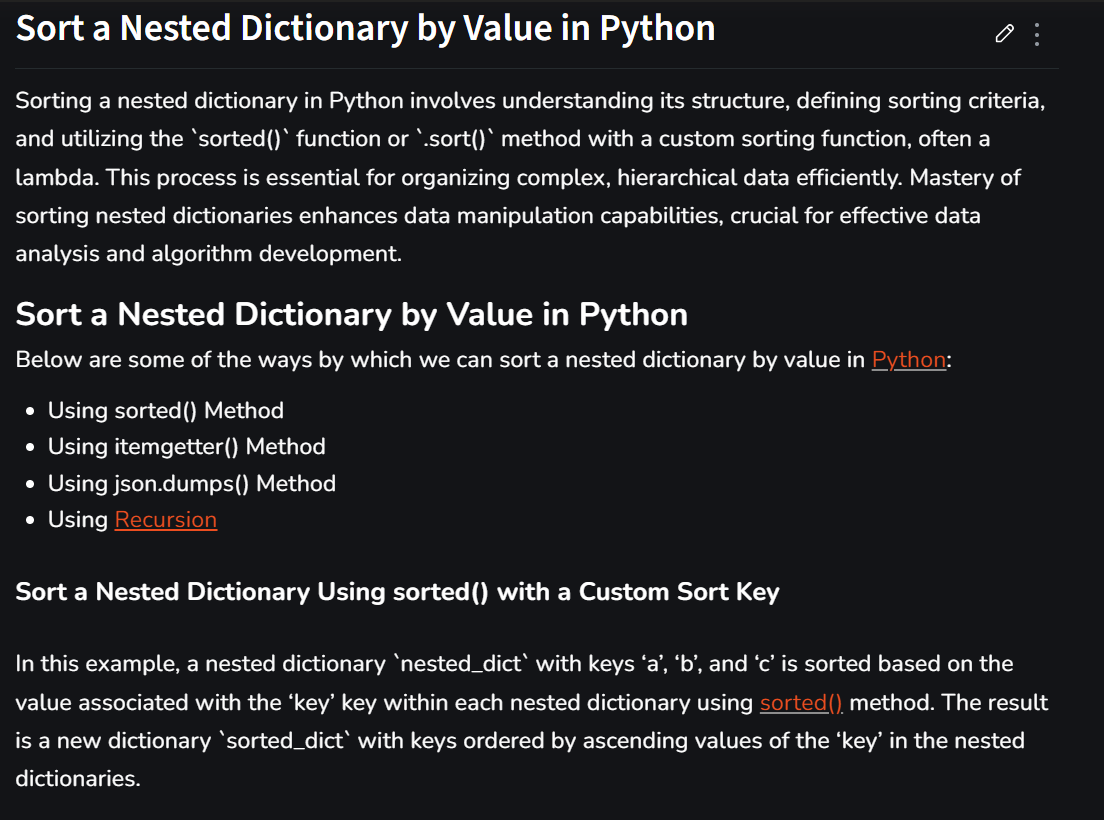 Sort a Nested Dictionary by Value in Python
Sorting a nested dictionary in Python involves understanding its structure, defining sorting criteria,
and utilizing the `sorted()` function or `.sort()` method with a custom sorting function, often a
lambda. This process is essential for organizing complex, hierarchical data efficiently. Mastery of
sorting nested dictionaries enhances data manipulation capabilities, crucial for effective data
analysis and algorithm development.
Sort a Nested Dictionary by Value in Python
Below are some of the ways by which we can sort a nested dictionary by value in Python:
• Using sorted() Method
• Using itemgetter() Method
• Using json.dumps() Method
• Using Recursion
Sort a Nested Dictionary Using sorted() with a Custom Sort Key
In this example, a nested dictionary `nested_dict` with keys ‘a’, ‘b’, and ‘c’ is sorted based on the
value associated with the ‘key’ key within each nested dictionary using sorted() method. The result
is a new dictionary `sorted_dict` with keys ordered by ascending values of the ‘key’ in the nested
dictionaries.